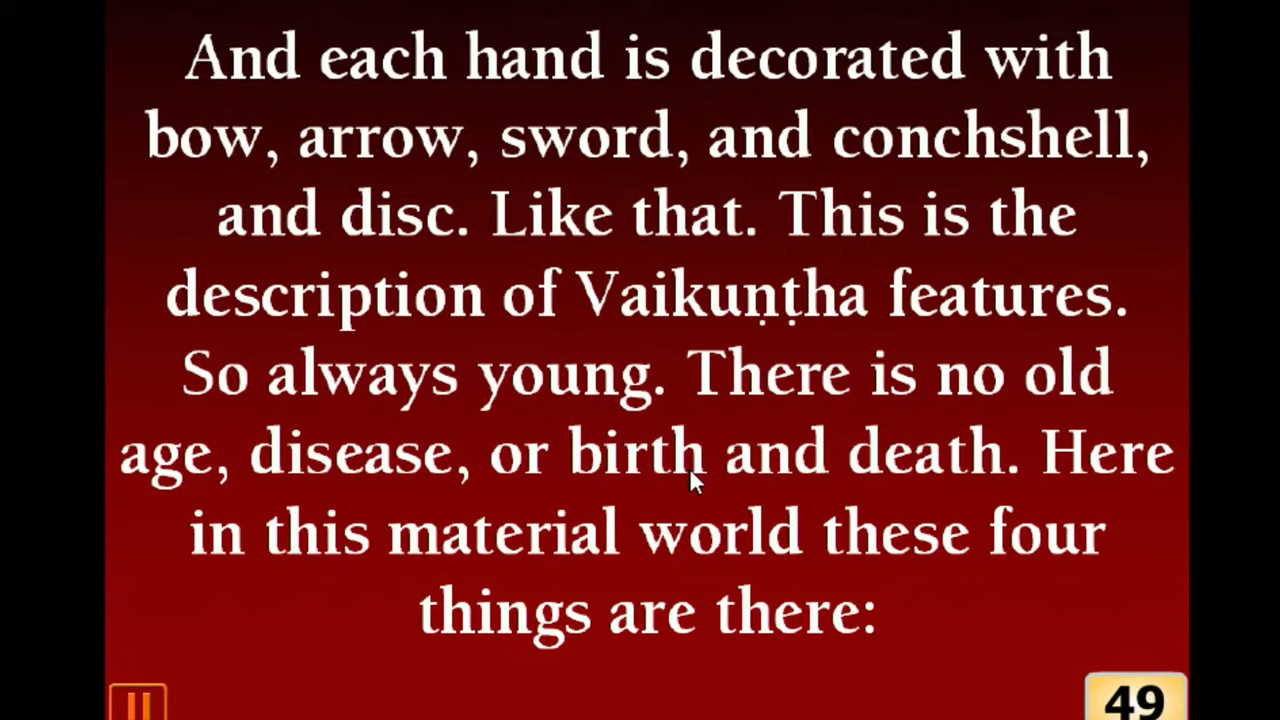 And each hand is decorated with
bow, arrow, sword, and conchshell,
and disc. Like that. This is the
description of Vaikuṇṭha features.
So always young. There is no old
age, disease, or birth and death. Here
in this material world these four
things are there:
49